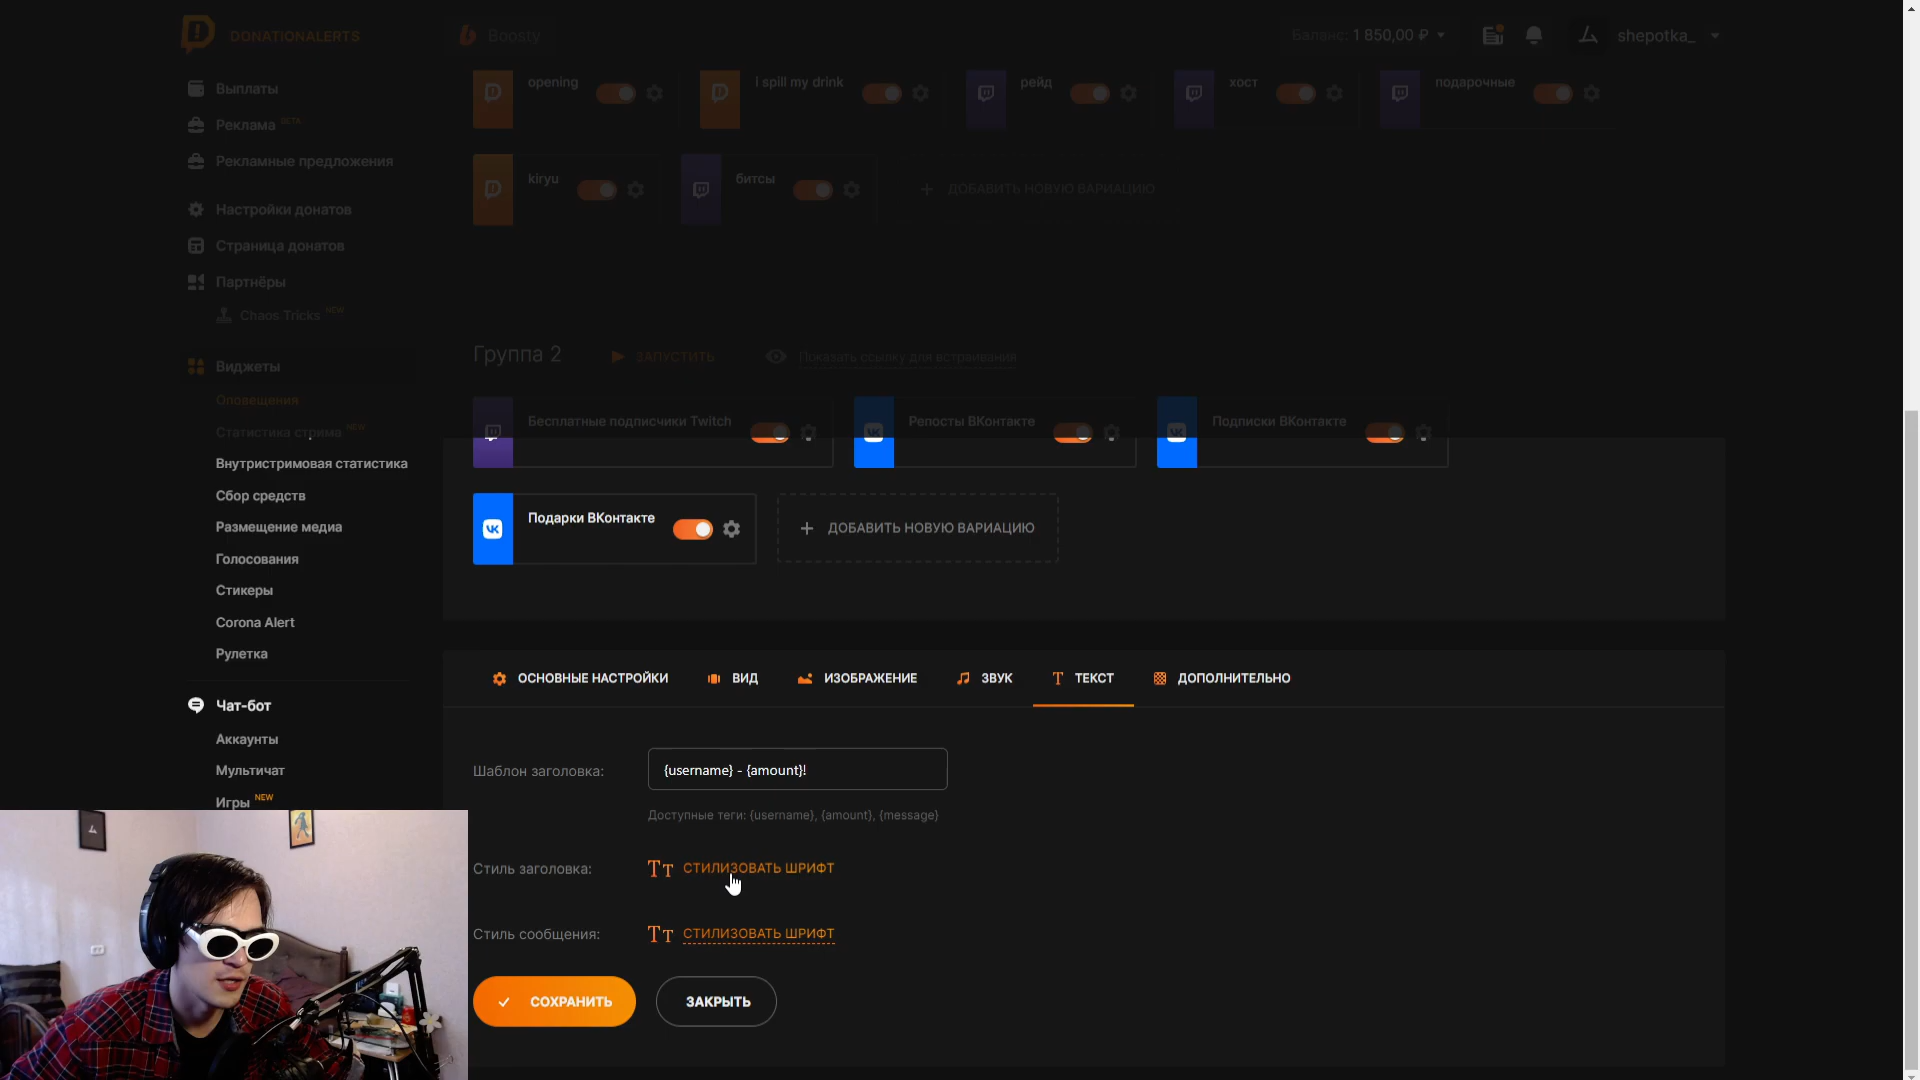 DONATIONALERTS
Boosty
Баланс: 1 850,00 ₽
shepotka_
Выплаты
Реклама BETA
Рекламные предложения
Настройки донатов
Страница донатов
Партнёры
Chaos Tricks NEW
Виджеты
Оповещения
Статистика стрима NEW
Внутристримовая статистика
Сбор средств
Размещение медиа
Голосования
Стикеры
Corona Alert
Рулетка
Чат-бот
Аккаунты
Мультичат
Игры NEW
opening
i spill my drink
рейд
хост
подарочные
kiryu
битсы
+ ДОБАВИТЬ НОВУЮ ВАРИАЦИЮ
Группа 2
ЗАПУСТИТЬ
Показать ссылку для встраивания
Бесплатные подписчики Twitch
Репосты ВКонтакте
Подписки ВКонтакте
Подарки ВКонтакте
+ ДОБАВИТЬ НОВУЮ ВАРИАЦИЮ
ОСНОВНЫЕ НАСТРОЙКИ
ВИД
ИЗОБРАЖЕНИЕ
ЗВУК
ТЕКСТ
ДОПОЛНИТЕЛЬНО
Шаблон заголовка:
{username} - {amount}!
Доступные теги: {username}, {amount}, {message}
Стиль заголовка:
СТИЛИЗОВАТЬ ШРИФТ
Стиль сообщения:
СТИЛИЗОВАТЬ ШРИФТ
СОХРАНИТЬ
ЗАКРЫТЬ